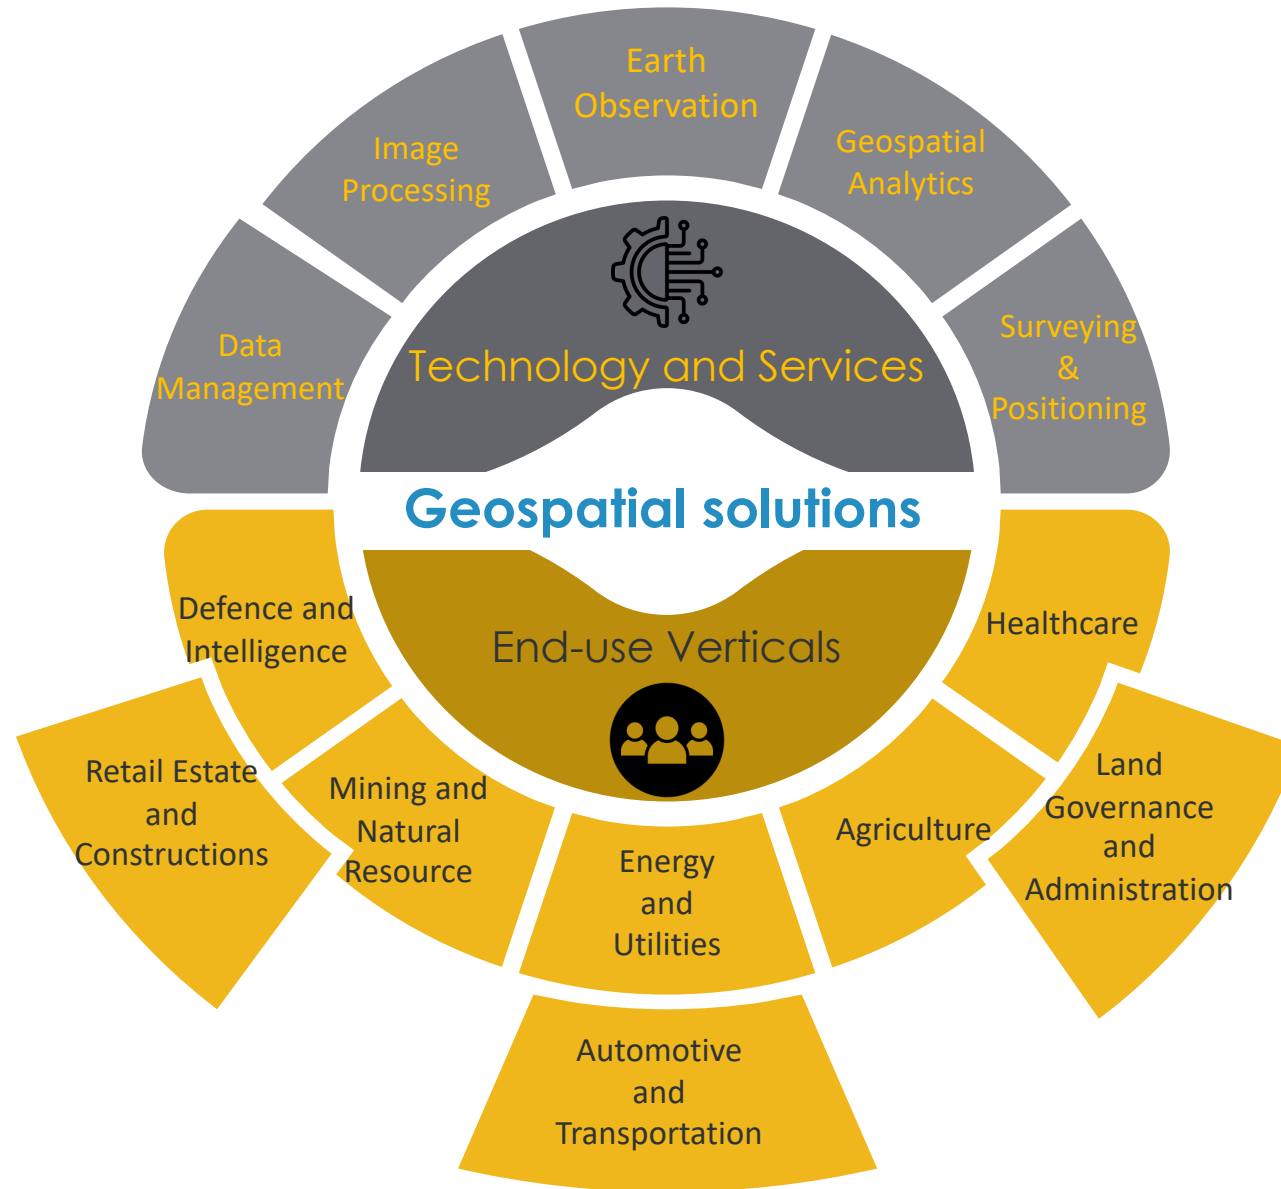 Earth
Observation
Image
Processing
Geospatial
Analytics
Data
Management
Surveying
&
Positioning
Technology and Services
Geospatial solutions
End-use Verticals
Defence and
Intelligence
Healthcare
Retail Estate
and
Constructions
Mining and
Natural
Resource
Energy
and
Utilities
Agriculture
Land
Governance
and
Administration
Automotive
and
Transportation